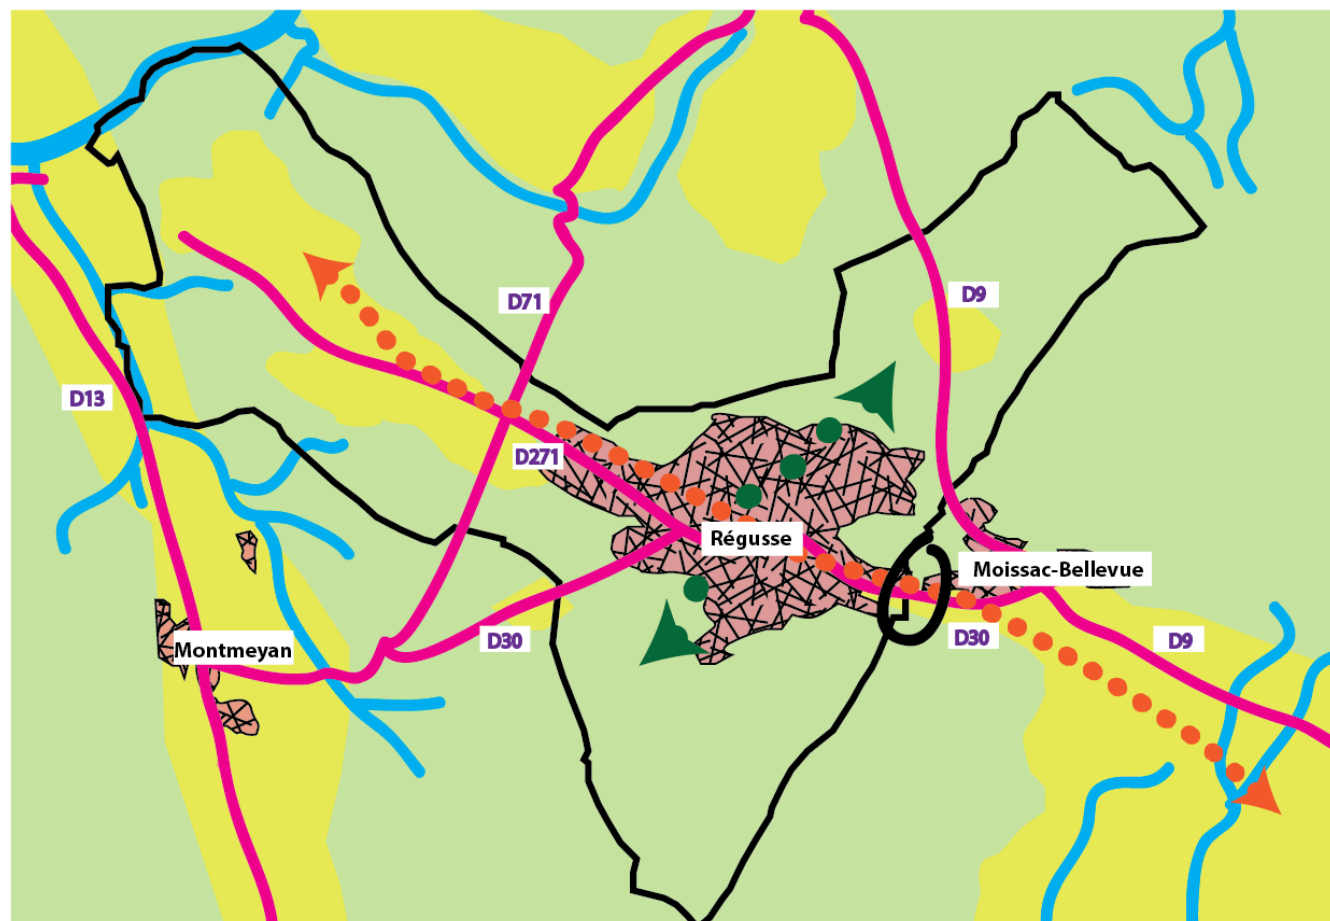 D71
D9
D13
D271
Régusse
Moissac-Bellevue
Montmeyan
D30
D30
D9